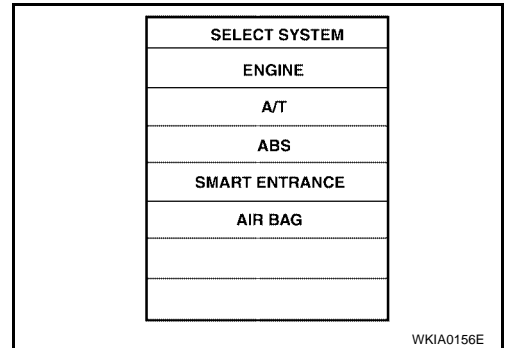 SELECT SYSTEM
ENGINE
A/T
ABS
SMART ENTRANCE
AIR BAG
WKIA0156E